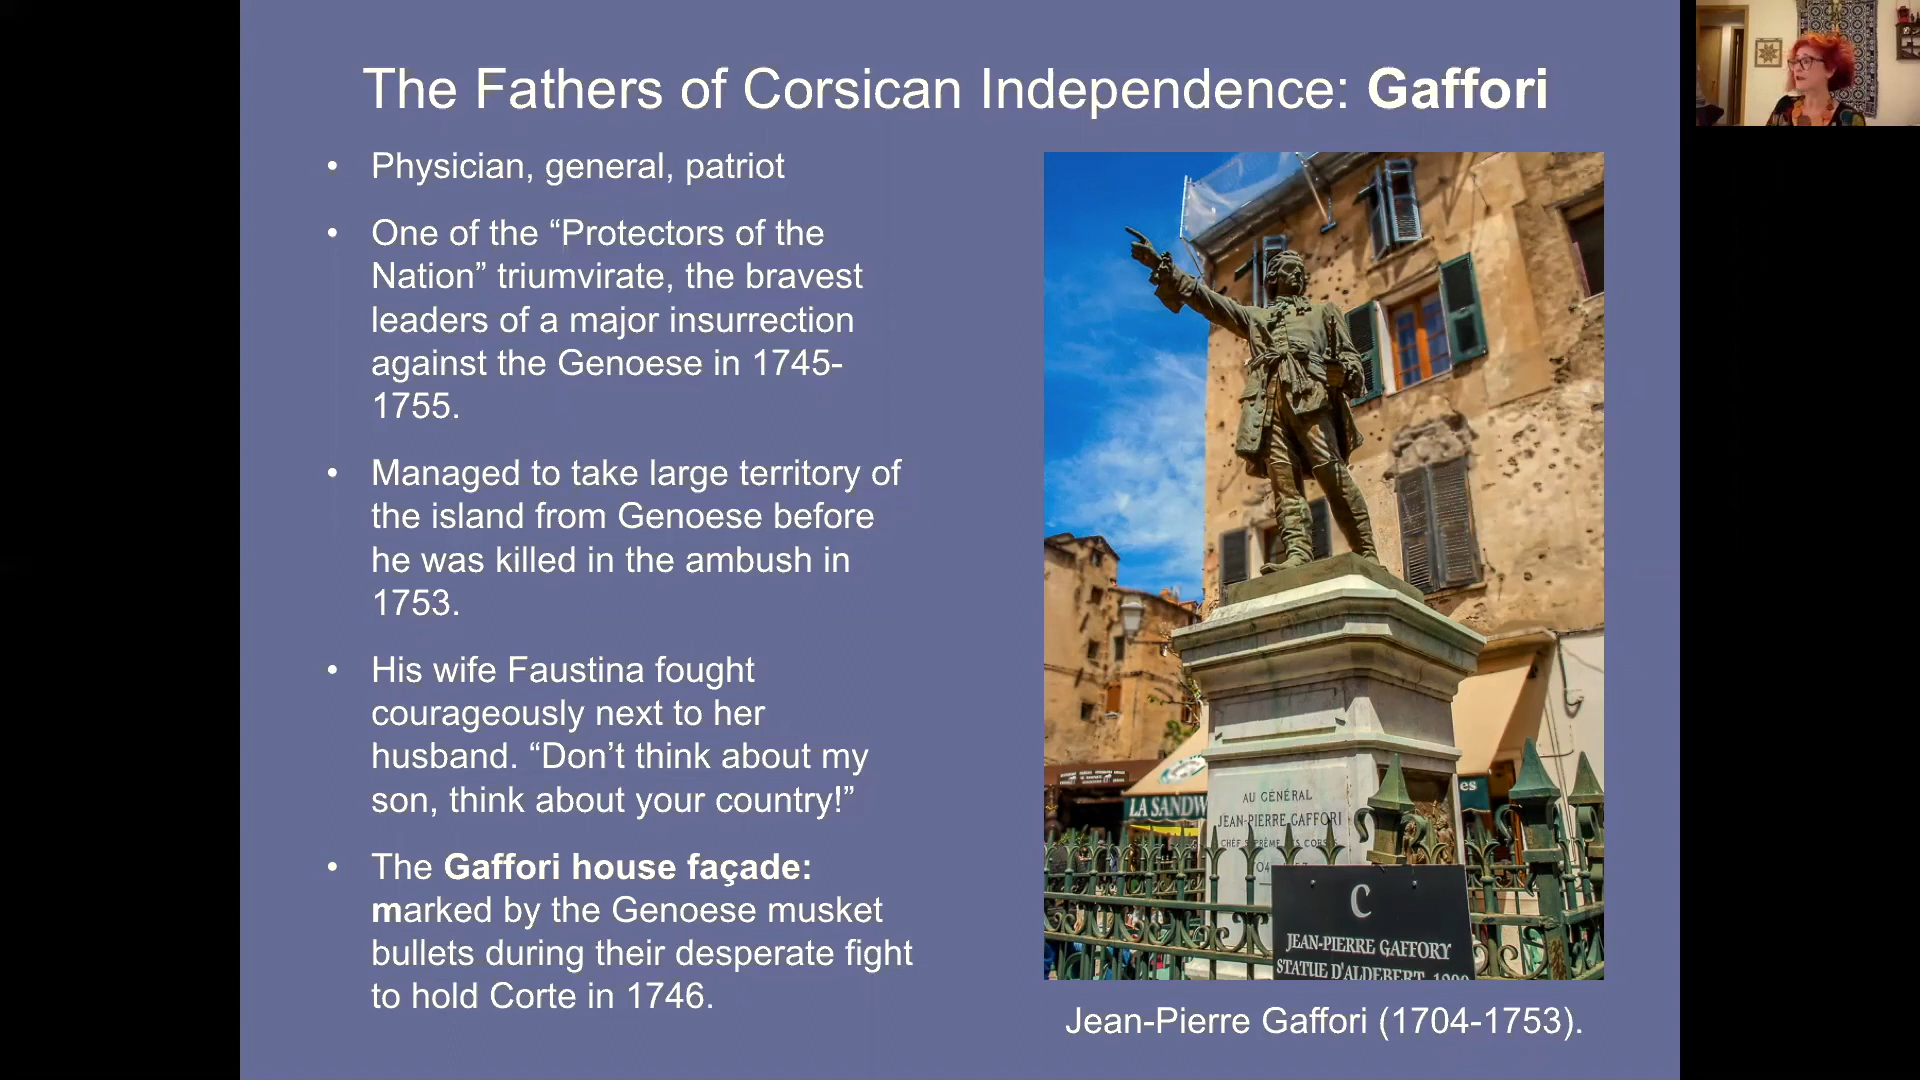 The Fathers of Corsican Independence: Gaffori
• Physician, general, patriot
• One of the “Protectors of the
Nation” triumvirate, the bravest
leaders of a major insurrection
against the Genoese in 1745-
1755.
• Managed to take large territory of
the island from Genoese before
he was killed in the ambush in
1753.
• His wife Faustina fought
courageously next to her
husband. “Don’t think about my
son, think about your country!”
• The Gaffori house façade:
marked by the Genoese musket
bullets during their desperate fight
to hold Corte in 1746.
LA SANDW
es
AU GÉNÉRAL
JEAN-PIERRE GAFFORI
C
JEAN-PIERRE GAFFORY
STATUE D'ALDEBERT
Jean-Pierre Gaffori (1704-1753).